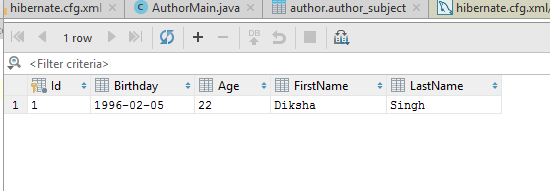 hibernate.cfg.xml AuthorMain.java author.author_subject hibernate.cfg.xml
1 row DB
<Filter criteria>
Id Birthday Age FirstName LastName
1 1 1996-02-05 22 Diksha Singh